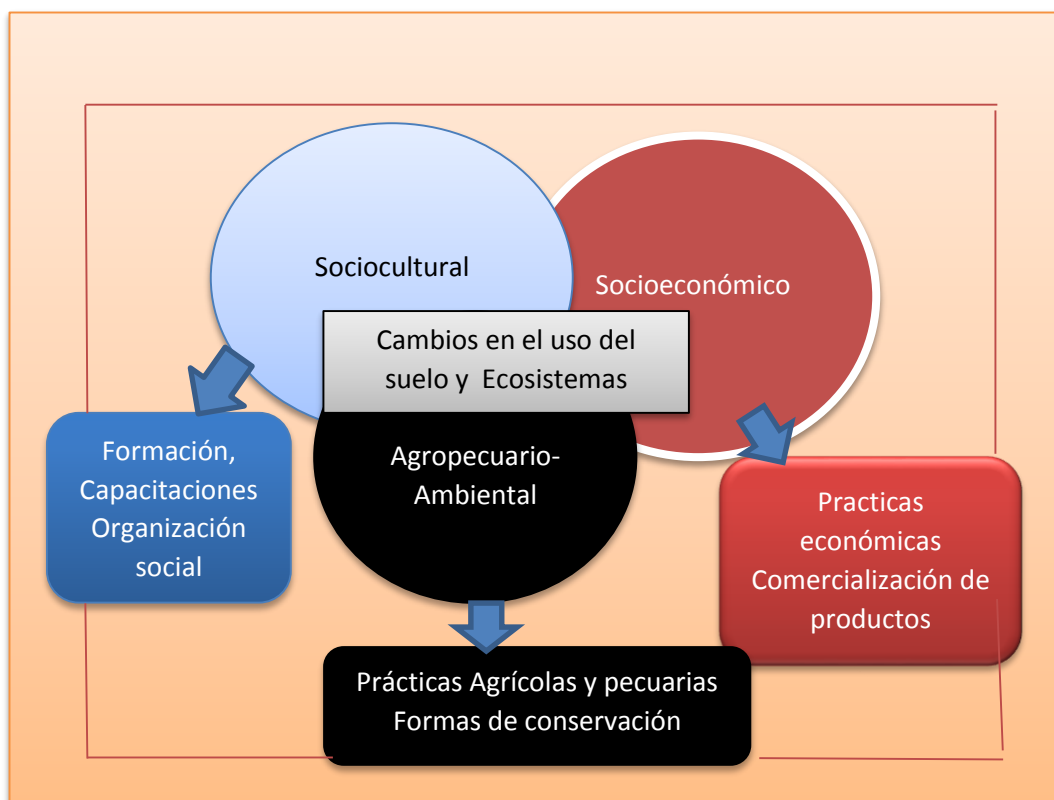 Sociocultural
Socioeconómico
Cambios en el uso del
suelo y Ecosistemas
Agropecuario-
Ambiental
Formación,
Capacitaciones
Organización
social
Practicas
económicas
Comercialización de
productos
Prácticas Agrícolas y pecuarias
Formas de conservación